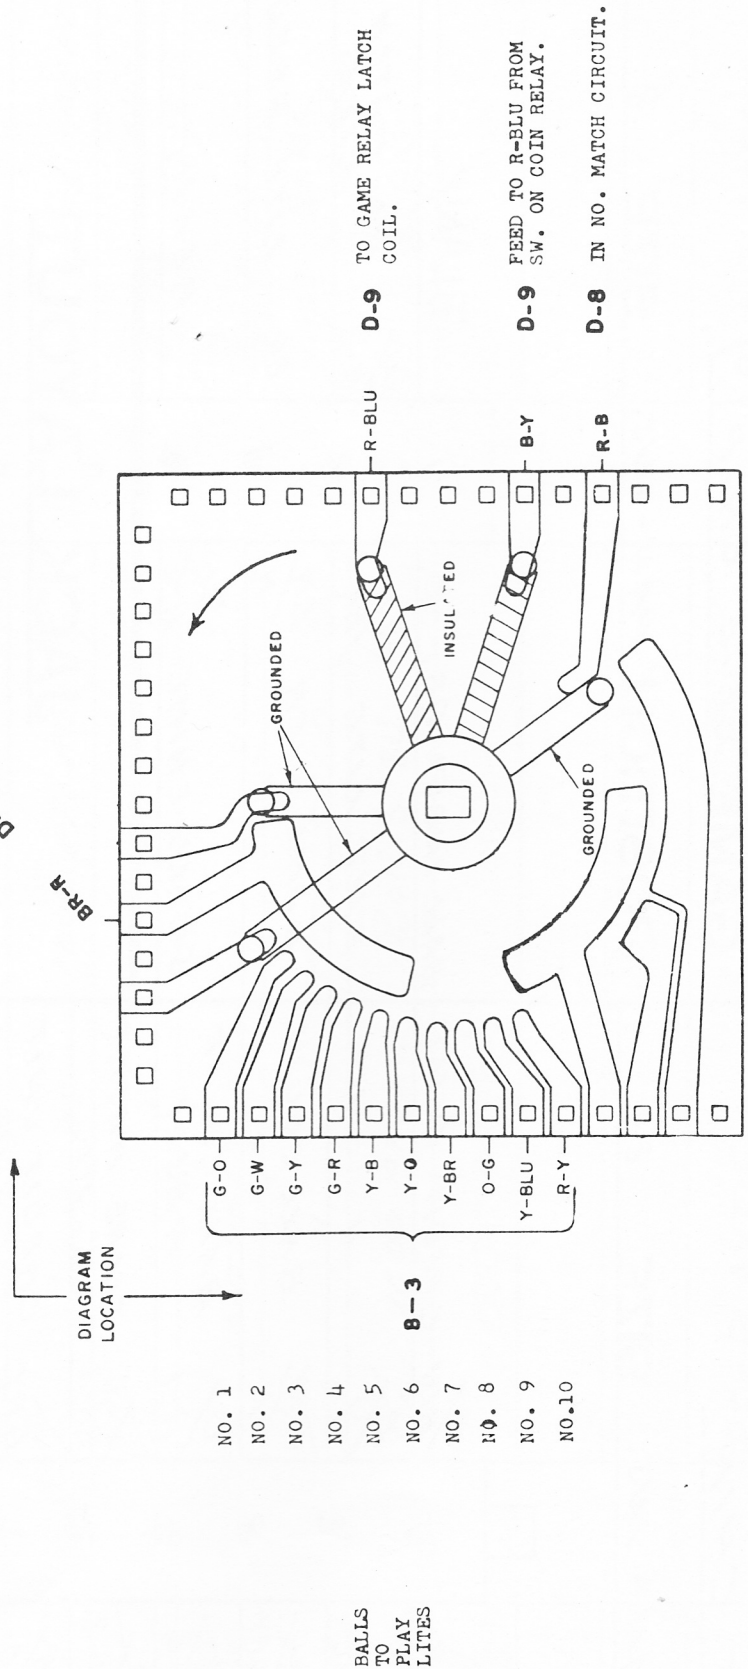 BR-R
TO GAME RELAY LATCH
COIL.
D-9
R-BLU
FEED TO R-BLU FROM
SW. ON COIN RELAY.
D-9
B-Y
IN NO. MATCH CIRCUIT.
D-8
R-B
GROUNDED
INSULATED
GROUNDED
DIAGRAM
LOCATION
G-O
G-W
G-Y
G-R
Y-B
Y-O
Y-BR
O-G
Y-BLU
R-Y
8-3
NO. 1
NO. 2
NO. 3
NO. 4
NO. 5
NO. 6
NO. 7
NO. 8
NO. 9
NO.10
BALLS
TO
PLAY
LITES